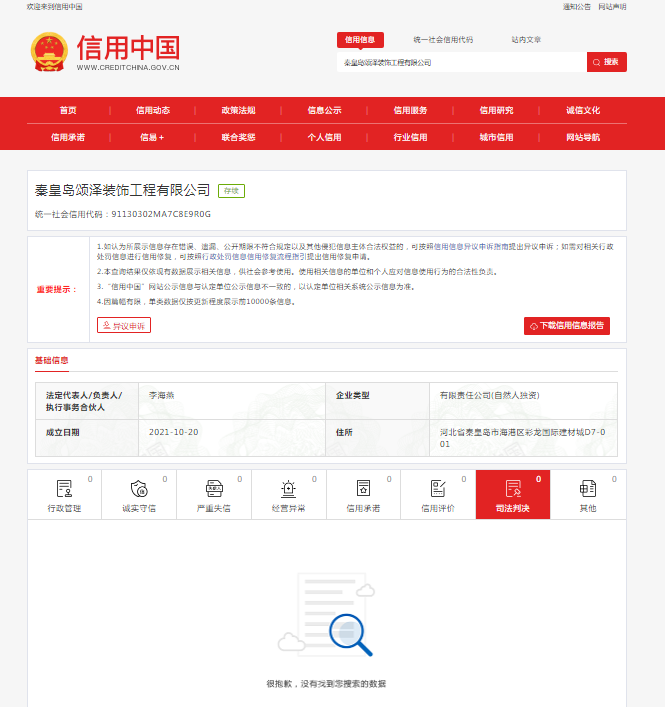 欢迎来到信用中国
通知公告 网站声明
信用中国
WWW.CREDITCHINA.GOV.CN
信用信息 统一社会信用代码 站内文章
秦皇岛颂泽装饰工程有限公司 搜索
首页 信用动态 政策法规 信息公示 信用服务 信用研究 诚信文化
信用承诺 信易+ 联合奖惩 个人信用 行业信用 城市信用 网站导航
秦皇岛颂泽装饰工程有限公司 存续
统一社会信用代码：91130302MA7C8E9R0G
重要提示：
1.如认为所展示信息存在错误、遗漏、公开期限不符合规定以及其他侵犯信息主体合法权益的，可按照信用信息异议申诉指南提出异议申诉；如需对相关行政
处罚信息进行信用修复，可按照行政处罚信息信用修复流程指引提出信用修复申请。
2.本查询结果仅依现有数据展示相关信息，供社会参考使用。使用相关信息的单位和个人应对信息使用行为的合法性负责。
3.“信用中国”网站公示信息与认定单位公示信息不一致的，以认定单位相关系统公示信息为准。
4.因篇幅有限，单类数据仅按更新程度展示前10000条信息。
异议申诉 下载信用信息报告
基础信息
法定代表人/负责人/
执行事务合伙人
李海燕
企业类型
有限责任公司(自然人独资)
成立日期
2021-10-20
住所
河北省秦皇岛市海港区彩龙国际建材城D7-0
01
0 0 0 0 0 0 0 0
行政管理 诚实守信 严重失信 经营异常 信用承诺 信用评价 司法判决 其他
很抱歉，没有找到您搜索的数据